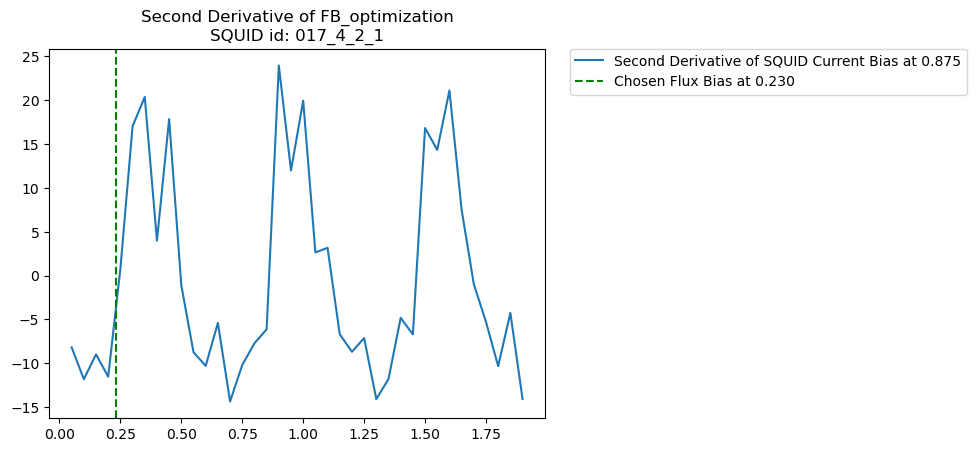 Second Derivative of FB_optimization
SQUID id: 017_4_2_1
25
20
15
10
5
0
−5
−10
−15
0.00 0.25 0.50 0.75 1.00 1.25 1.50 1.75
Second Derivative of SQUID Current Bias at 0.875
Chosen Flux Bias at 0.230